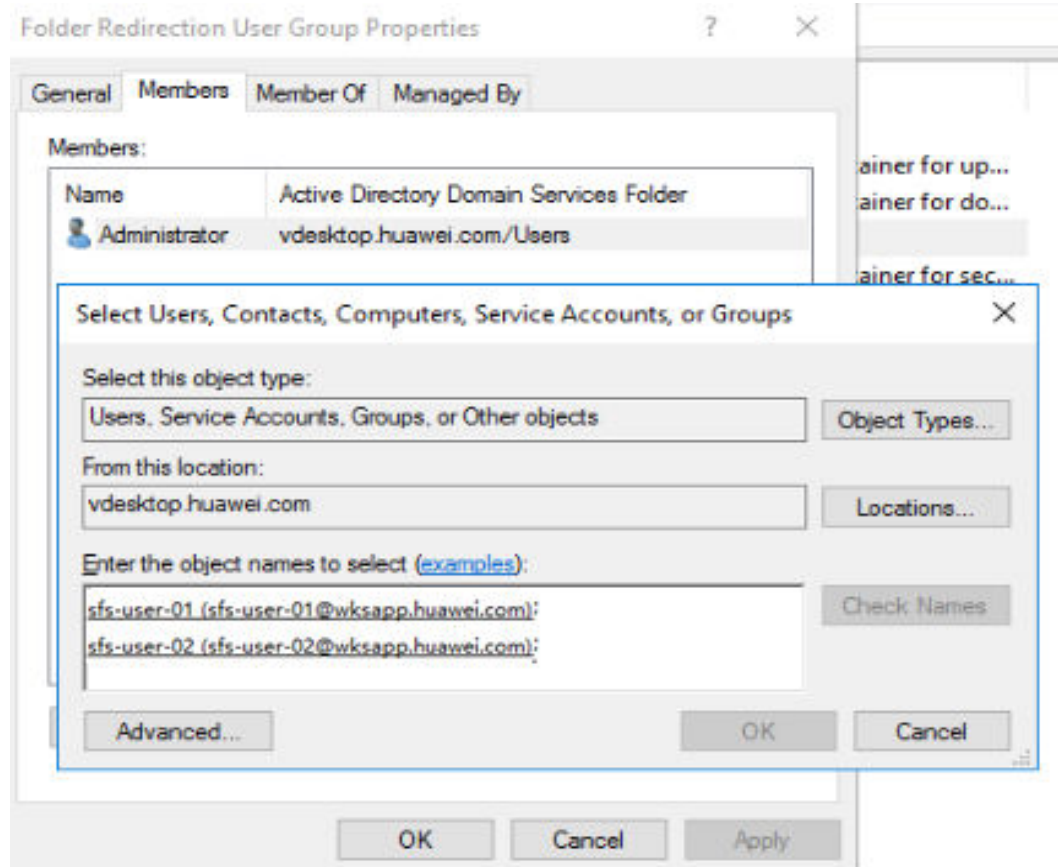 Folder Redirection User Group Properties
?
General Members Member Of Managed By
Members:
Name Active Directory Domain Services Folder
Administrator vdesktop.huawei.com/Users
ainer for up...
ainer for do...
ainer for sec...
Select Users, Contacts, Computers, Service Accounts, or Groups
Select this object type:
Users, Service Accounts, Groups, or Other objects
Object Types...
From this location:
vdesktop.huawei.com
Locations...
Enter the object names to select (examples):
sfs-user-01 (sfs-user-01@wksapp.huawei.com);
sfs-user-02 (sfs-user-02@wksapp.huawei.com);
Check Names
Advanced...
OK
Cancel
OK
Cancel
Apply